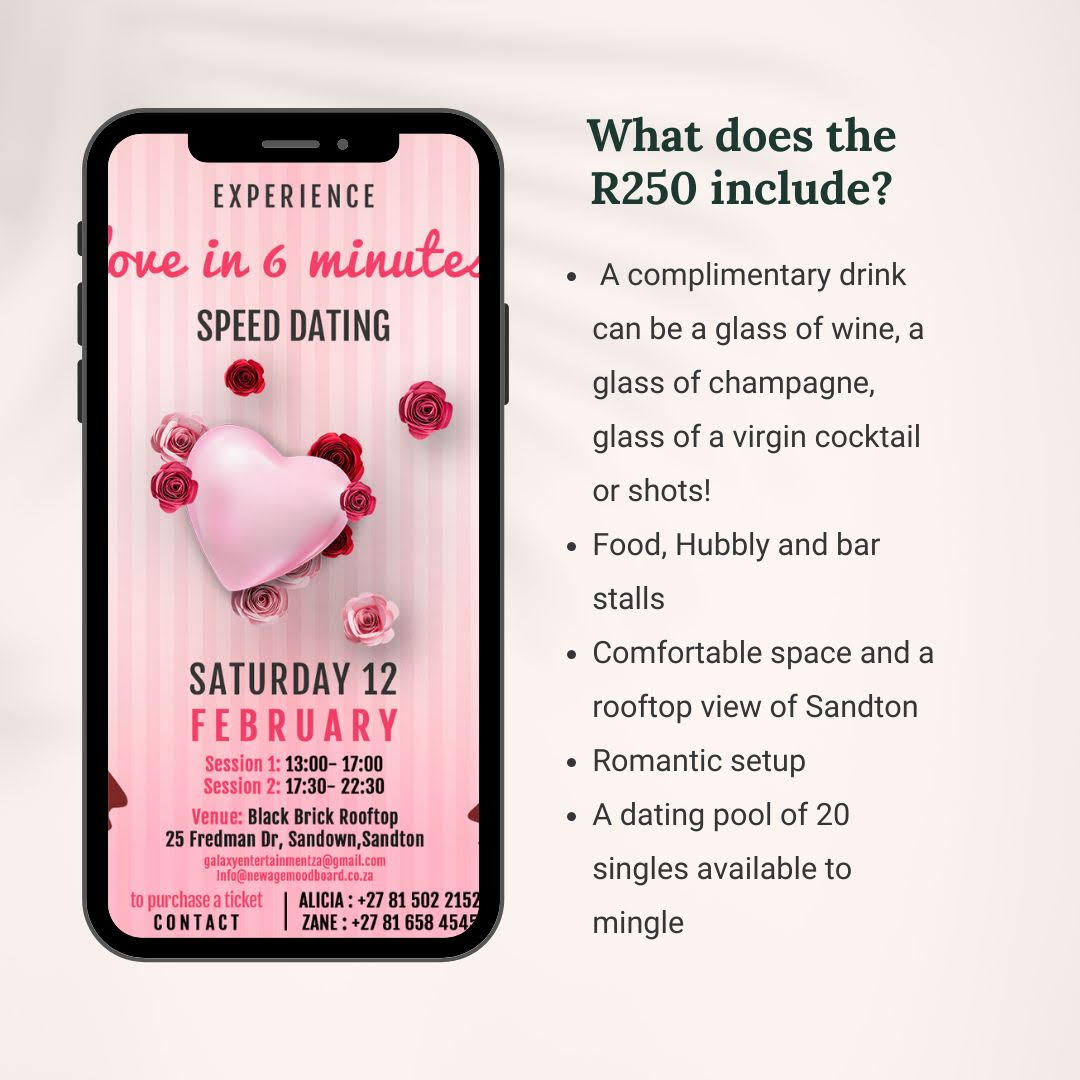 EXPERIENCE
love in 6 minutes
SPEED DATING
SATURDAY 12
FEBRUARY
Session 1: 13:00- 17:00
Session 2: 17:30- 22:30
Venue: Black Brick Rooftop
25 Fredman Dr, Sandown,Sandton
galaxyentertainmentza@gmail.com
Info@newagemoodboard.co.za
to purchase a ticket
CONTACT
ALICIA : +27 81 502 2152
ZANE : +27 81 658 4545
What does the
R250 include?
• A complimentary drink
can be a glass of wine, a
glass of champagne,
glass of a virgin cocktail
or shots!
• Food, Hubbly and bar
stalls
• Comfortable space and a
rooftop view of Sandton
• Romantic setup
• A dating pool of 20
singles available to
mingle